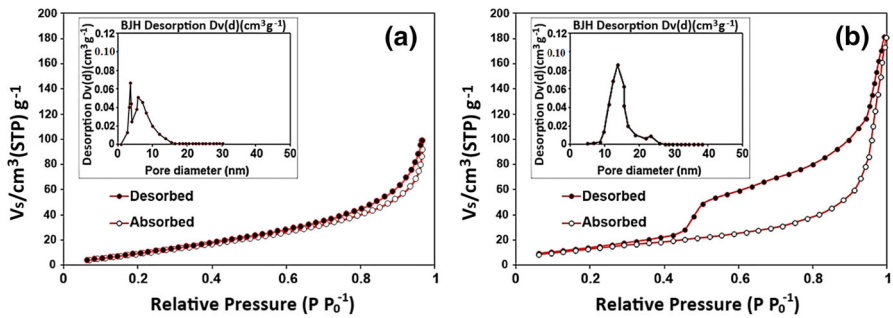 BJH Desorption Dv(d)(cm³g⁻¹)
(a)
Desorption Dv(d)(cm³g⁻¹)
0.12
0.10
0.08
0.06
0.04
0.02
0
0 10 20 30 40 50
Pore diameter (nm)
Desorbed
Absorbed
Vs/cm³(STP) g⁻¹
200
180
160
140
120
100
80
60
40
20
0
0 0.2 0.4 0.6 0.8 1
Relative Pressure (P P₀⁻¹)
BJH Desorption Dv(d)(cm³g⁻¹)
(b)
Desorption Dv(d)(cm³g⁻¹)
0.12
0.10
0.08
0.06
0.04
0.02
0
0 10 20 30 40 50
Pore diameter (nm)
Desorbed
Absorbed
Vs/cm³(STP) g⁻¹
200
180
160
140
120
100
80
60
40
20
0
0 0.2 0.4 0.6 0.8 1
Relative Pressure (P P₀⁻¹)